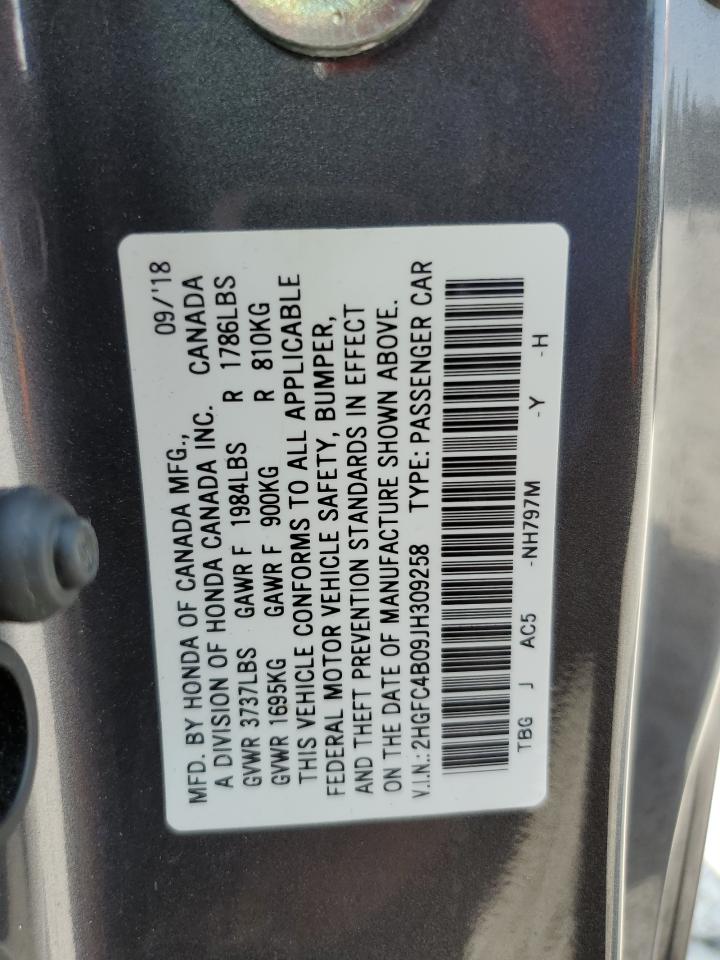 MFD. BY HONDA OF CANADA MFG., 09/'18
A DIVISION OF HONDA CANADA INC. CANADA
GVWR 3737LBS GAWR F 1984LBS R 1786LBS
GVWR 1695KG GAWR F 900KG R 810KG
THIS VEHICLE CONFORMS TO ALL APPLICABLE
FEDERAL MOTOR VEHICLE SAFETY, BUMPER,
AND THEFT PREVENTION STANDARDS IN EFFECT
ON THE DATE OF MANUFACTURE SHOWN ABOVE.
V.I.N.: 2HGFC4B09JH309258 TYPE: PASSENGER CAR
TBG J AC5 -NH797M -Y -H